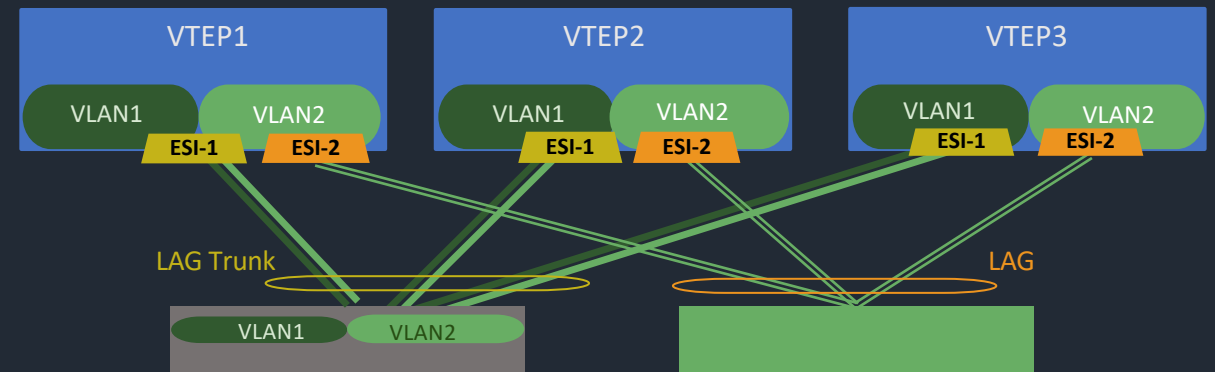 VTEP1 VTEP2 VTEP3
VLAN1 VLAN2 VLAN1 VLAN2 VLAN1 VLAN2
ESI-1 ESI-2 ESI-1 ESI-2 ESI-1 ESI-2
LAG Trunk LAG
VLAN1 VLAN2